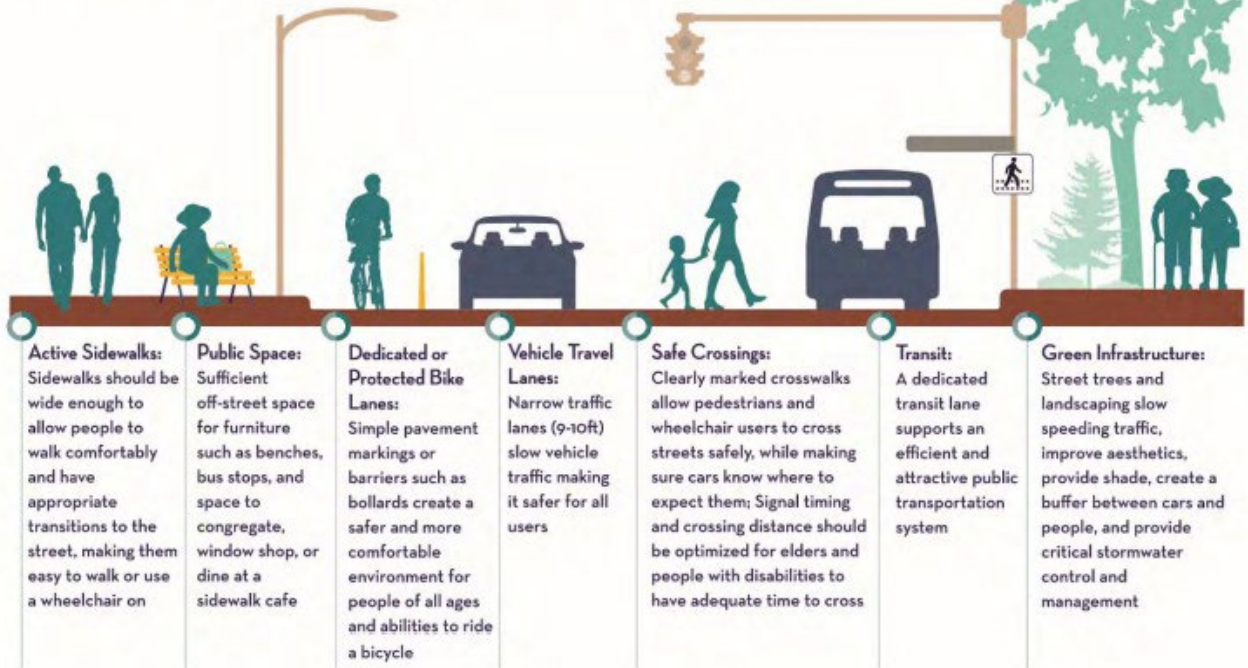 Active Sidewalks:
Sidewalks should be
wide enough to
allow people to
walk comfortably
and have
appropriate
transitions to the
street, making them
easy to walk or use
a wheelchair on
Public Space:
Sufficient
off-street space
for furniture
such as benches,
bus stops, and
space to
congregate,
window shop, or
dine at a
sidewalk cafe
Dedicated or
Protected Bike
Lanes:
Simple pavement
markings or
barriers such as
bollards create a
safer and more
comfortable
environment for
people of all ages
and abilities to ride
a bicycle
Vehicle Travel
Lanes:
Narrow traffic
lanes (9-10ft)
slow vehicle
traffic making
it safer for all
users
Safe Crossings:
Clearly marked crosswalks
allow pedestrians and
wheelchair users to cross
streets safely, while making
sure cars know where to
expect them; Signal timing
and crossing distance should
be optimized for elders and
people with disabilities to
have adequate time to cross
Transit:
A dedicated
transit lane
supports an
efficient and
attractive public
transportation
system
Green Infrastructure:
Street trees and
landscaping slow
speeding traffic,
improve aesthetics,
provide shade, create a
buffer between cars and
people, and provide
critical stormwater
control and
management